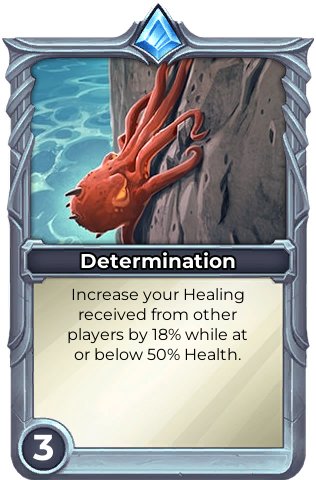 Determination
Increase your Healing
received from other
players by 18% while at
or below 50% Health.
3